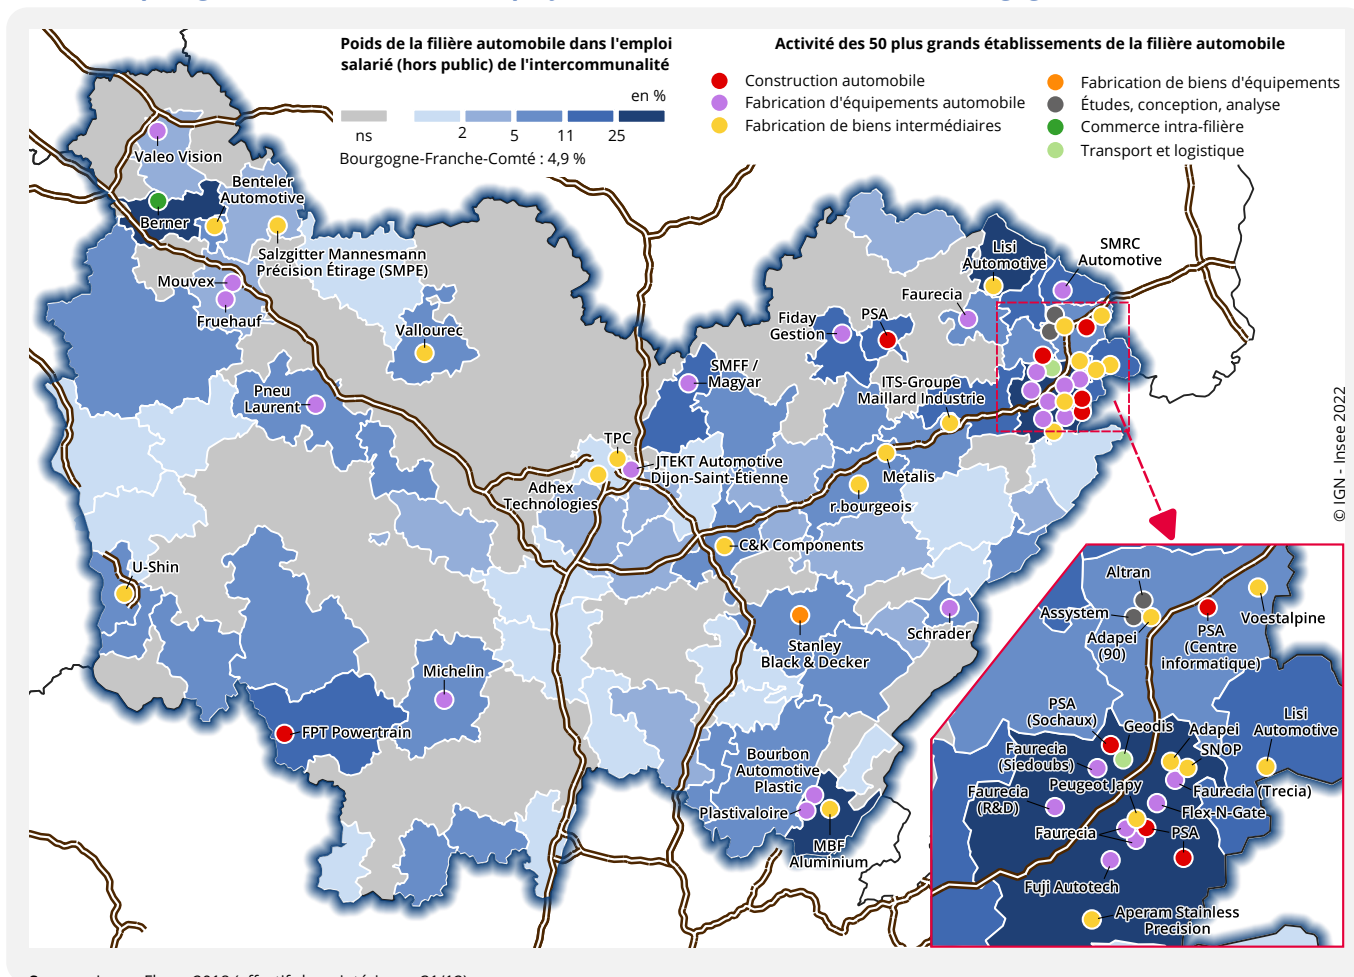 Poids de la filière automobile dans l'emploi
salarié (hors public) de l'intercommunalité
en %
ns
2
5
11
25
Bourgogne-Franche-Comté : 4,9 %
Activité des 50 plus grands établissements de la filière automobile
Construction automobile
Fabrication d'équipements automobile
Fabrication de biens intermédiaires
Fabrication de biens d'équipements
Études, conception, analyse
Commerce intra-filière
Transport et logistique
Valeo Vision
Benteler
Automotive
Berner
Salzgitter Mannesmann
Précision Étirage (SMPE)
Mouvex
Fruehauf
Vallourec
Pneu
Laurent
Lisi
Automotive
SMRC
Automotive
Faurecia
Fiday
Gestion
PSA
SMFF /
Magyar
ITS-Groupe
Maillard Industrie
TPC
JTEKT Automotive
Dijon-Saint-Etienne
Adhex
Technologies
Metalis
r.bourgeois
C&K Components
U-Shin
Schrader
Stanley
Black & Decker
Michelin
FPT Powertrain
Bourbon
Automotive
Plastic
Plastivaloire
MBF
Aluminium
Altran
Assystem
Adapei
(90)
PSA
(Centre
informatique)
Voestalpine
PSA
(Sochaux)
Geodis
Adapei
SNOP
Lisi
Automotive
Faurecia
(Siedoubs)
Peugeot Japy
Faurecia (Trecia)
Faurecia
(R&D)
Flex-N-Gate
Faurecia
PSA
Fuji Autotech
Aperam Stainless
Precision
© IGN - Insee 2022